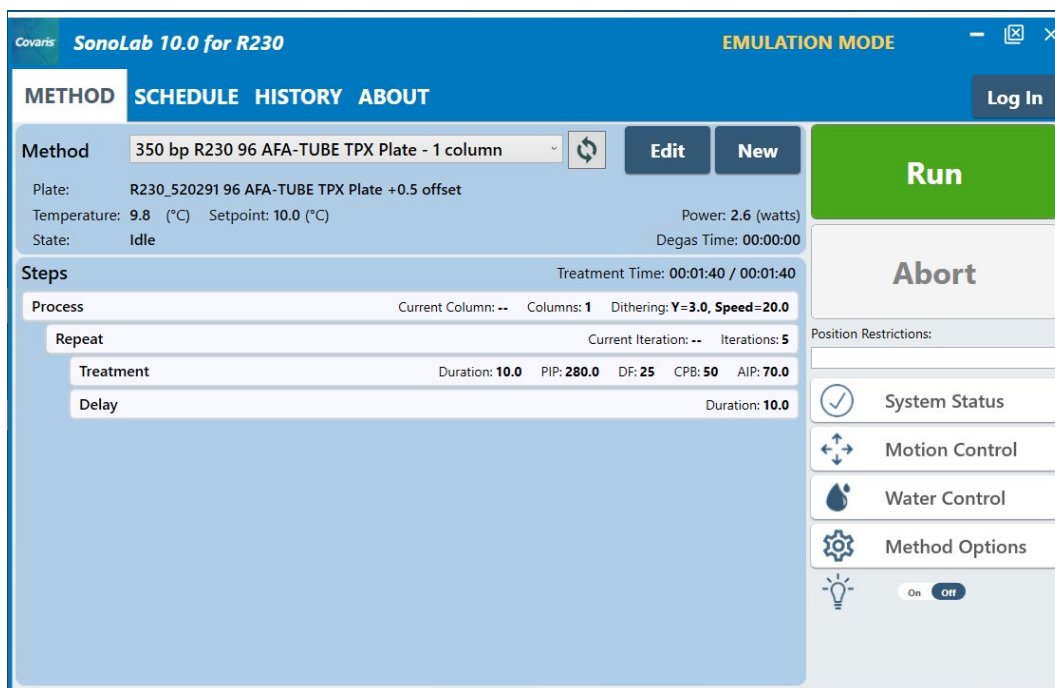 Covaris SonoLab 10.0 for R230 EMULATION MODE
METHOD SCHEDULE HISTORY ABOUT Log In
Method 350 bp R230 96 AFA-TUBE TPX Plate - 1 column Edit New
Plate: R230_520291 96 AFA-TUBE TPX Plate +0.5 offset
Temperature: 9.8 (°C) Setpoint: 10.0 (°C) Power: 2.6 (watts)
State: Idle Degas Time: 00:00:00
Steps Treatment Time: 00:01:40 / 00:01:40
Process Current Column: -- Columns: 1 Dithering: Y=3.0, Speed=20.0
Repeat Current Iteration: -- Iterations: 5
Treatment Duration: 10.0 PIP: 280.0 DF: 25 CPB: 50 AIP: 70.0
Delay Duration: 10.0
Run
Abort
Position Restrictions:
System Status
Motion Control
Water Control
Method Options
On Off